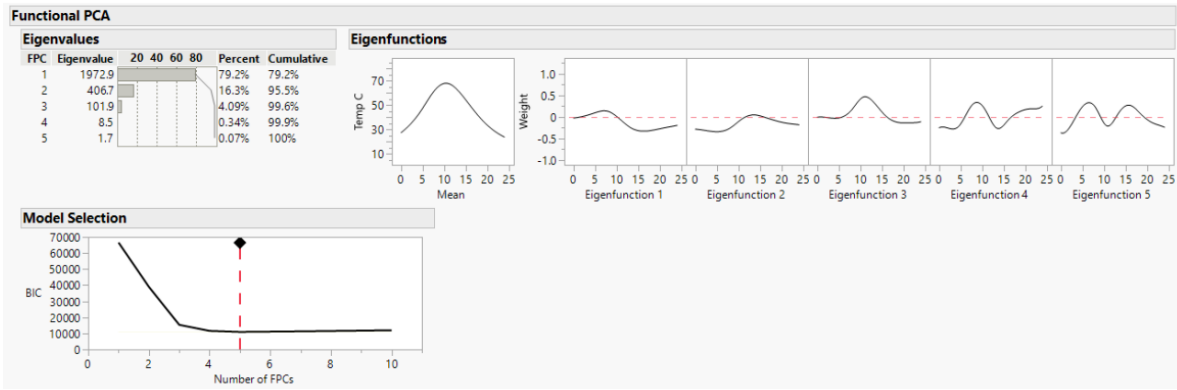 Functional PCA
Eigenvalues
FPC Eigenvalue 20 40 60 80 Percent Cumulative
1 1972.9 79.2% 79.2%
2 406.7 16.3% 95.5%
3 101.9 4.09% 99.6%
4 8.5 0.34% 99.9%
5 1.7 0.07% 100%
Eigenfunctions
Temp C
70
50
30
10
0 5 10 15 20 25
Mean
Weight
1.0
0.5
0
-0.5
-1.0
0 5 10 15 20 25
Eigenfunction 1
0 5 10 15 20 25
Eigenfunction 2
0 5 10 15 20 25
Eigenfunction 3
0 5 10 15 20 25
Eigenfunction 4
0 5 10 15 20 25
Eigenfunction 5
Model Selection
BIC
70000
60000
50000
40000
30000
20000
10000
0
0 2 4 6 8 10
Number of FPCs